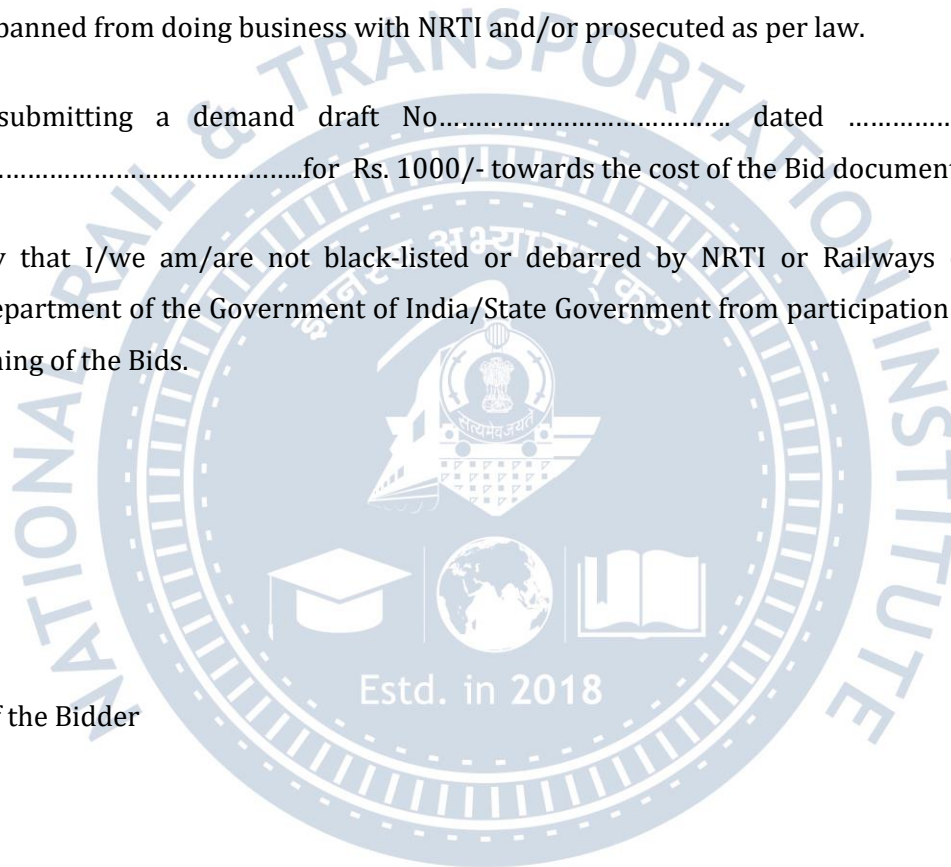 banned from doing business with NRTI and/or prosecuted as per law.
submitting a demand draft No…………………………………. dated ……………
…………………………………..for Rs. 1000/- towards the cost of the Bid document
that I/we am/are not black-listed or debarred by NRTI or Railways
epartment of the Government of India/State Government from participation
ning of the Bids.
the Bidder
NATIONAL RAIL & TRANSPORTATION INSTITUTE
सत्यमेव जयते
Estd. in 2018